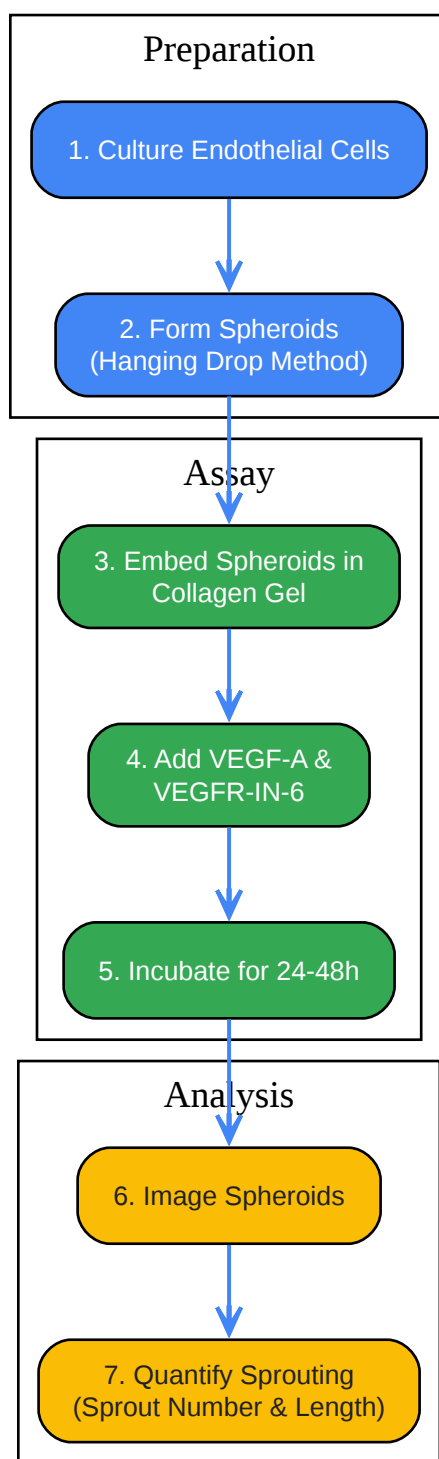 Preparation
1. Culture Endothelial Cells
2. Form Spheroids
(Hanging Drop Method)
Assay
3. Embed Spheroids in
Collagen Gel
4. Add VEGF-A &
VEGFR-IN-6
5. Incubate for 24-48h
Analysis
6. Image Spheroids
7. Quantify Sprouting
(Sprout Number & Length)